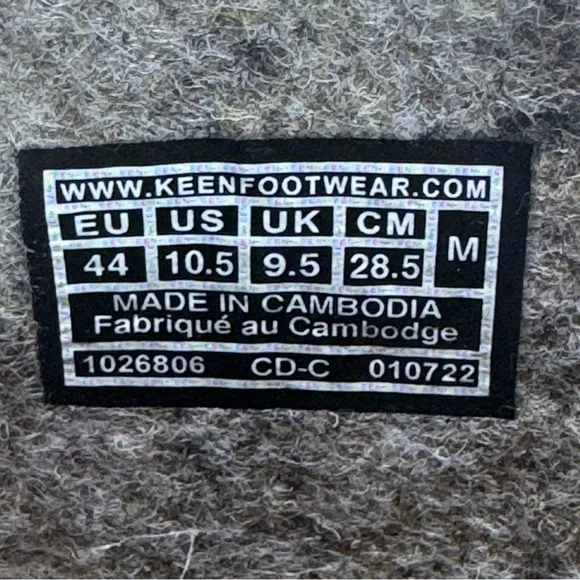 WWW.KEENFOOTWEAR.COM
EU US UK CM M
44 10.5 9.5 28.5
MADE IN CAMBODIA
Fabriqué au Cambodge
1026806 CD-C 010722